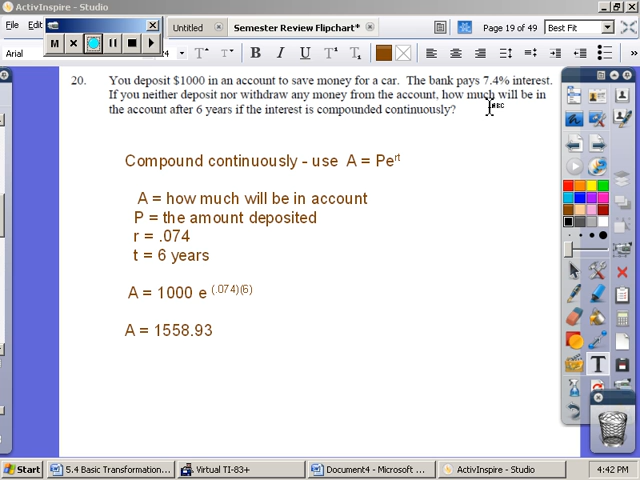 ActivInspire - Studio
Untitled
Semester Review Flipchart*
Page 19 of 49
Best Fit
File Edit
Arial
24
B I U
20. You deposit $1000 in an account to save money for a car. The bank pays 7.4% interest.
If you neither deposit nor withdraw any money from the account, how much will be in
the account after 6 years if the interest is compounded continuously?
REC
Compound continuously - use A = Pe^rt
A = how much will be in account
P = the amount deposited
r = .074
t = 6 years
A = 1000 e (.074)(6)
A = 1558.93
Start
5.4 Basic Transformation...
Virtual TI-83+
Document4 - Microsoft ...
ActivInspire - Studio
4:42 PM